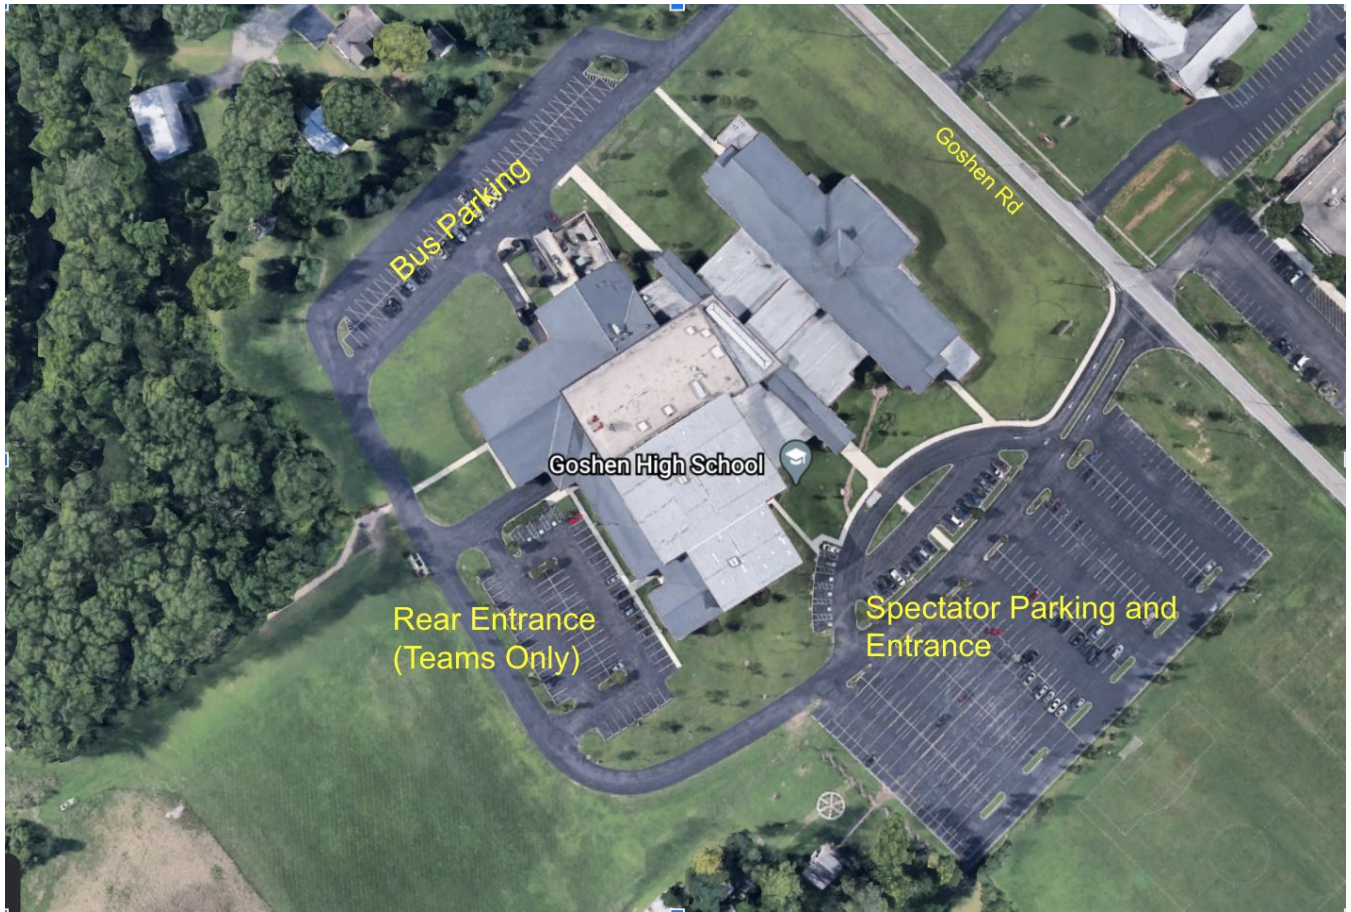 Goshen Rd
Bus Parking
Goshen High School
Rear Entrance
(Teams Only)
Spectator Parking and
Entrance